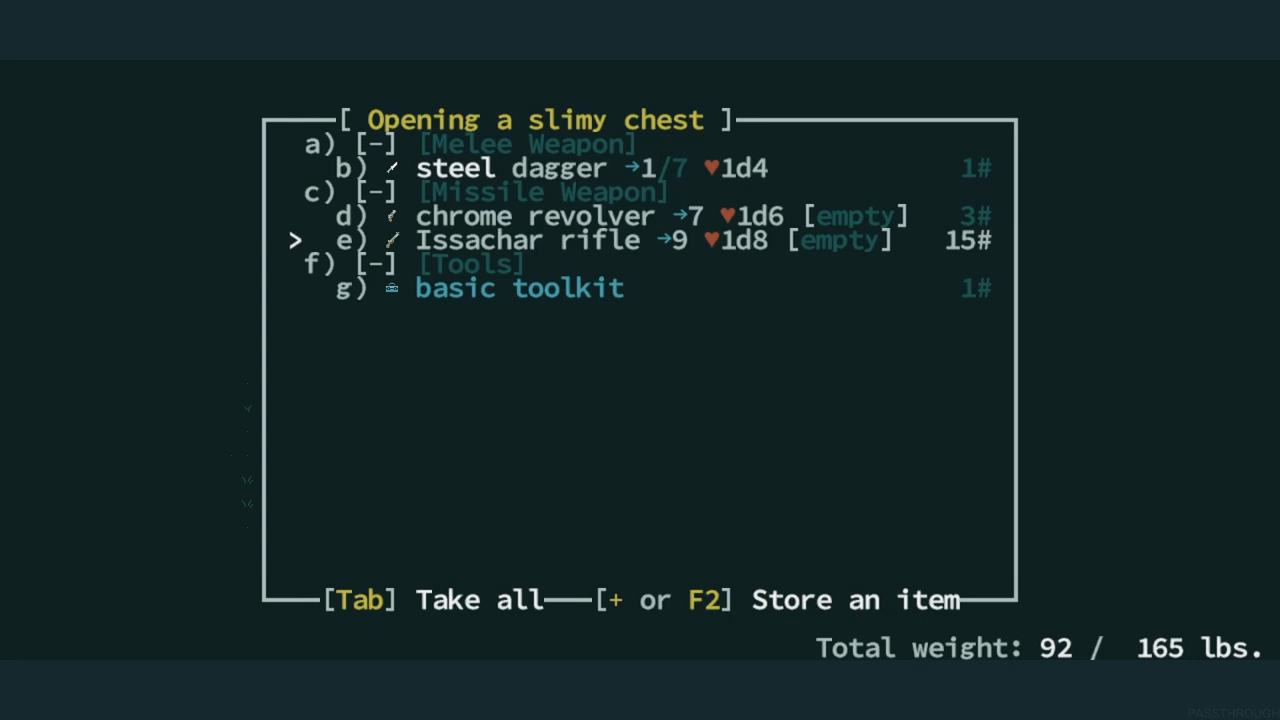 [ Opening a slimy chest ]
a) [-] [Melee Weapon]
b) steel dagger →1/7 ♥1d4 1#
c) [-] [Missile Weapon]
d) chrome revolver →7 ♥1d6 [empty] 3#
> e) Issachar rifle →9 ♥1d8 [empty] 15#
f) [-] [Tools]
g) basic toolkit 1#
[Tab] Take all [+ or F2] Store an item
Total weight: 92 / 165 lbs.
PASSTHROUGH